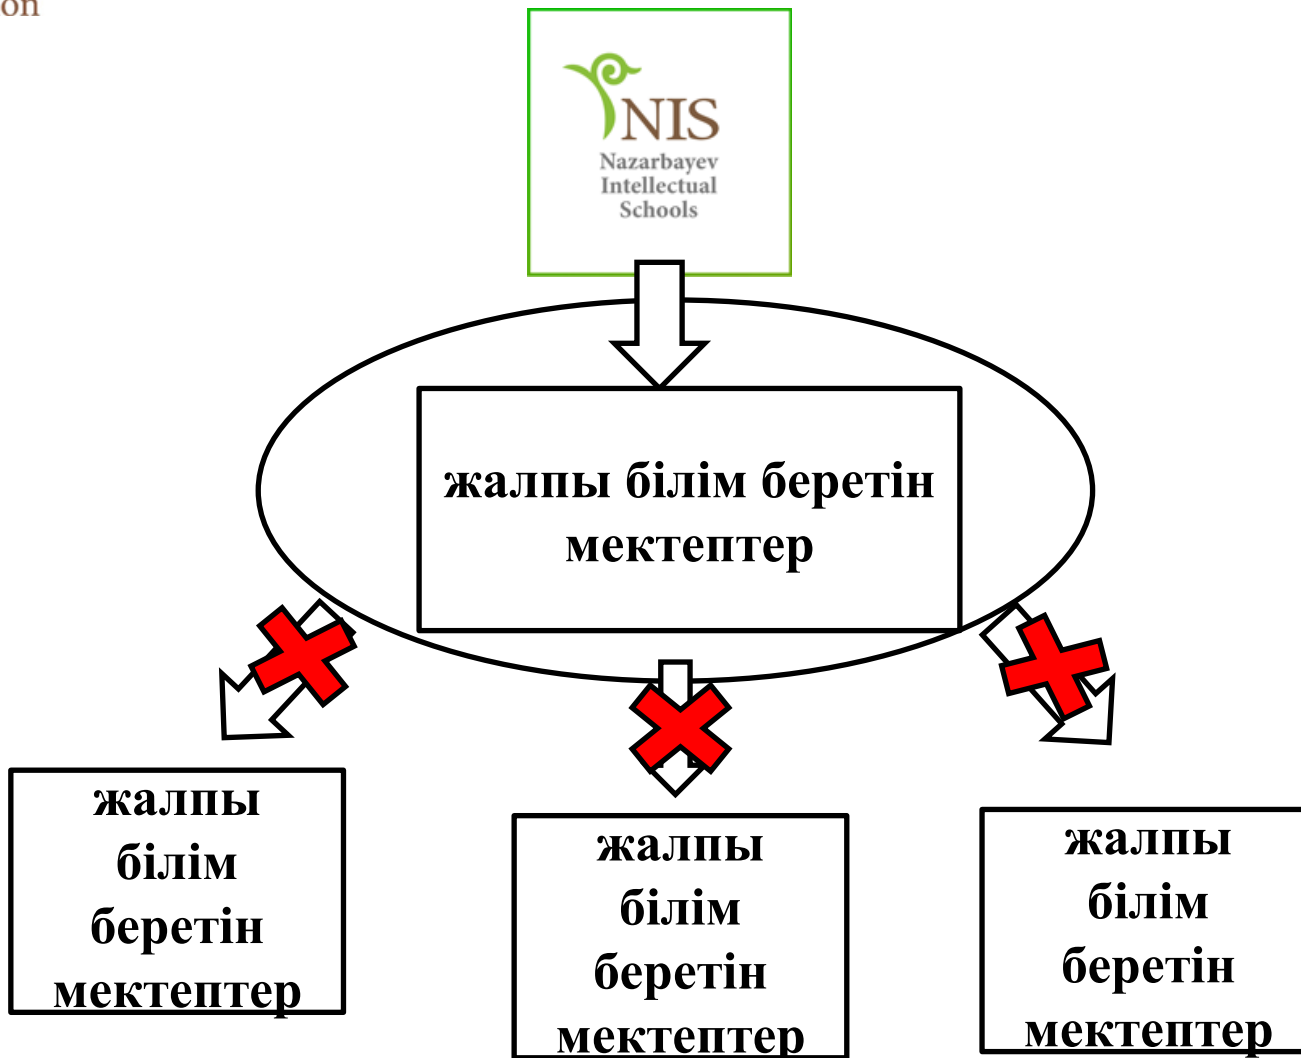 on
NIS
Nazarbayev
Intellectual
Schools
жалпы білім беретін
мектептер
жалпы
білім
беретін
мектептер
жалпы
білім
беретін
мектептер
жалпы
білім
беретін
мектептер